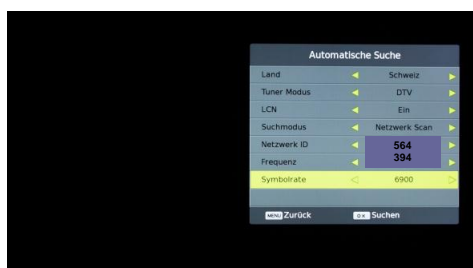 Automatische Suche
Land Schweiz
Tuner Modus DTV
LCN Ein
Suchmodus Netzwerk Scan
Netzwerk ID 564
Frequenz 394
Symbolrate 6900
MENU Zurück OK Suchen